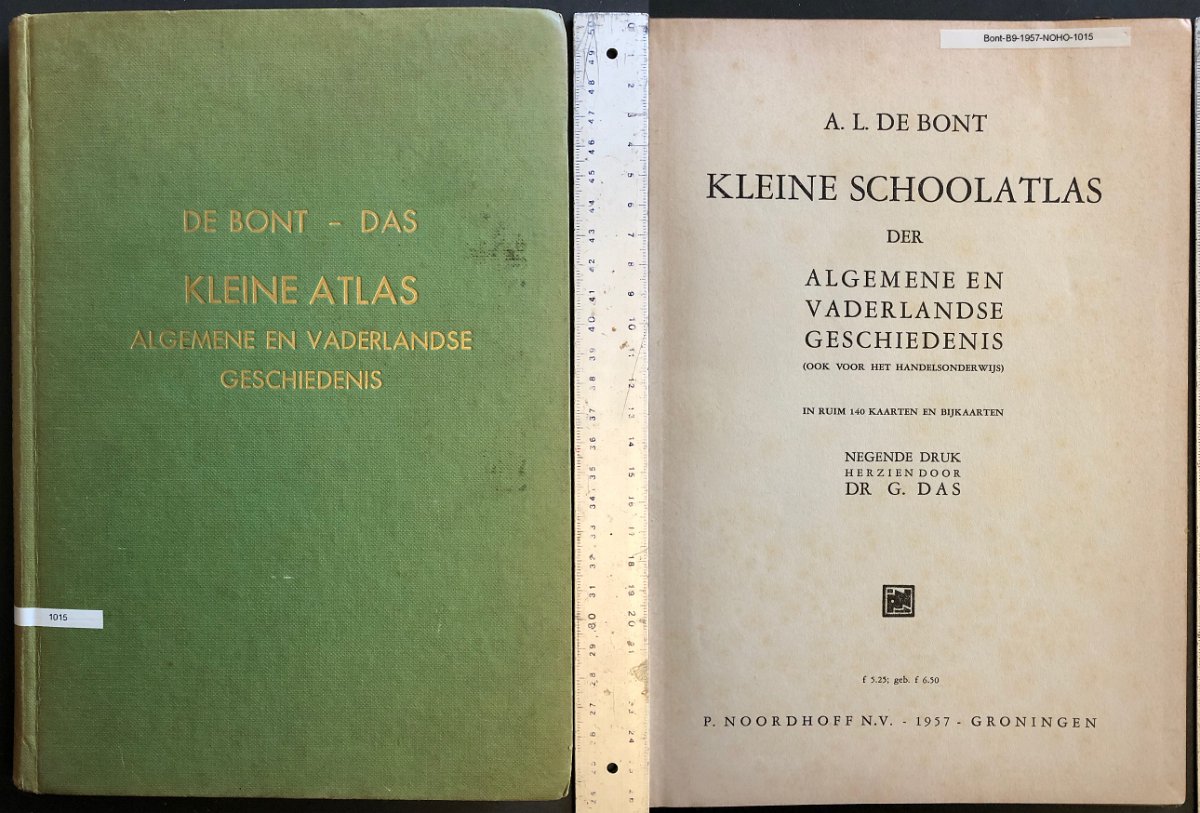 DE BONT – DAS
KLEINE ATLAS
ALGEMENE EN VADERLANDSE
GESCHIEDENIS
1015
Bont-B9-1957-NOHO-1015
A. L. DE BONT
KLEINE SCHOOLATLAS
DER
ALGEMENE EN
VADERLANDSE
GESCHIEDENIS
(OOK VOOR HET HANDELSONDERWIJS)
IN RUIM 140 KAARTEN EN BIJKAARTEN
NEGENDE DRUK
HERZIEN DOOR
DR G. DAS
f 5.25; geb. f 6.50
P. NOORDHOFF N.V. - 1957 - GRONINGEN